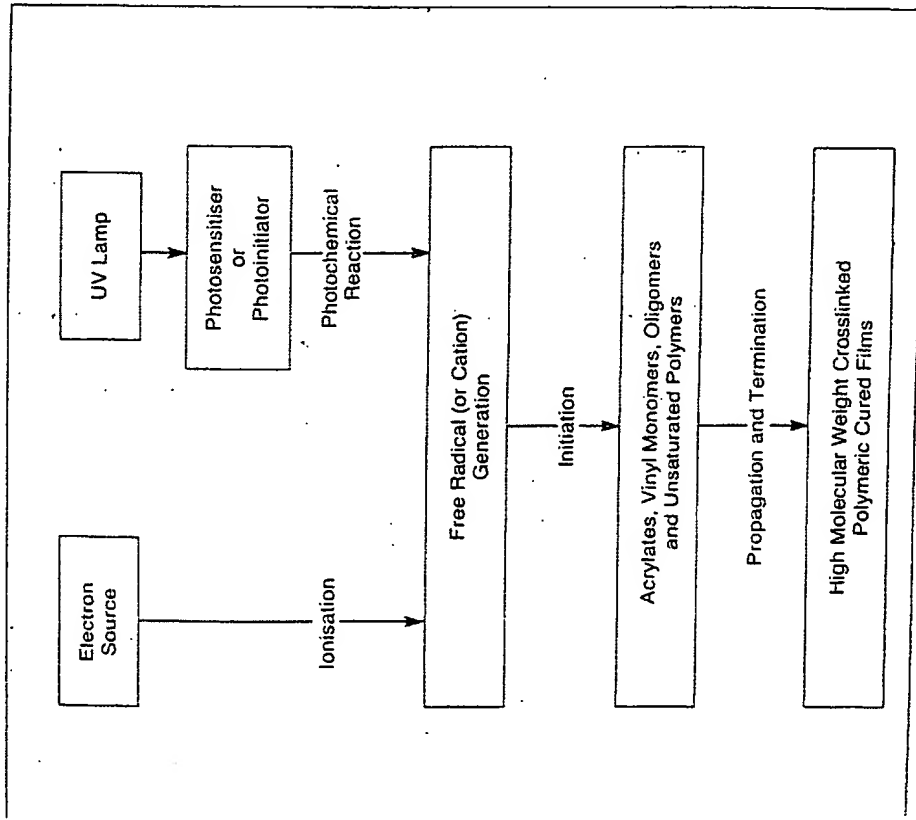 UV Lamp
Photosensitiser
or
Photoinitiator
Photochemical
Reaction
Electron
Source
Ionisation
Free Radical (or Cation)
Generation
Initiation
Acrylates, Vinyl Monomers, Oligomers
and Unsaturated Polymers
Propagation and Termination
High Molecular Weight Crosslinked
Polymeric Cured Films